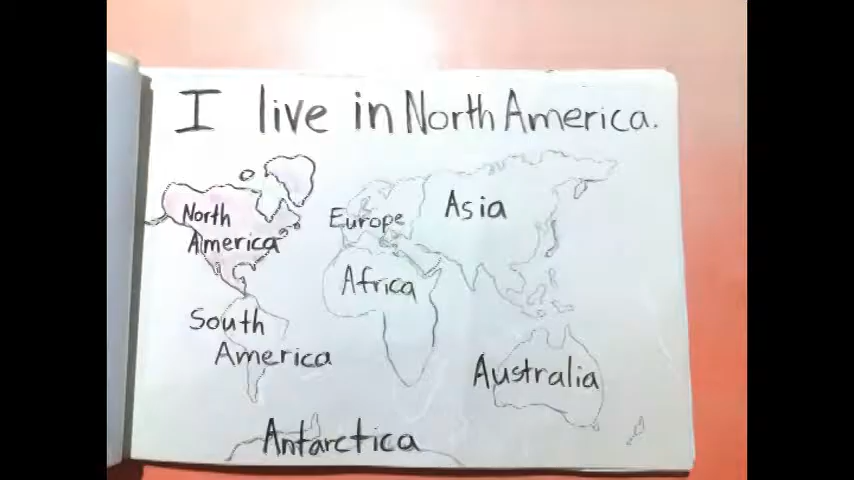 I live in North America.
North
America
Europe
Asia
Africa
South
America
Australia
Antarctica